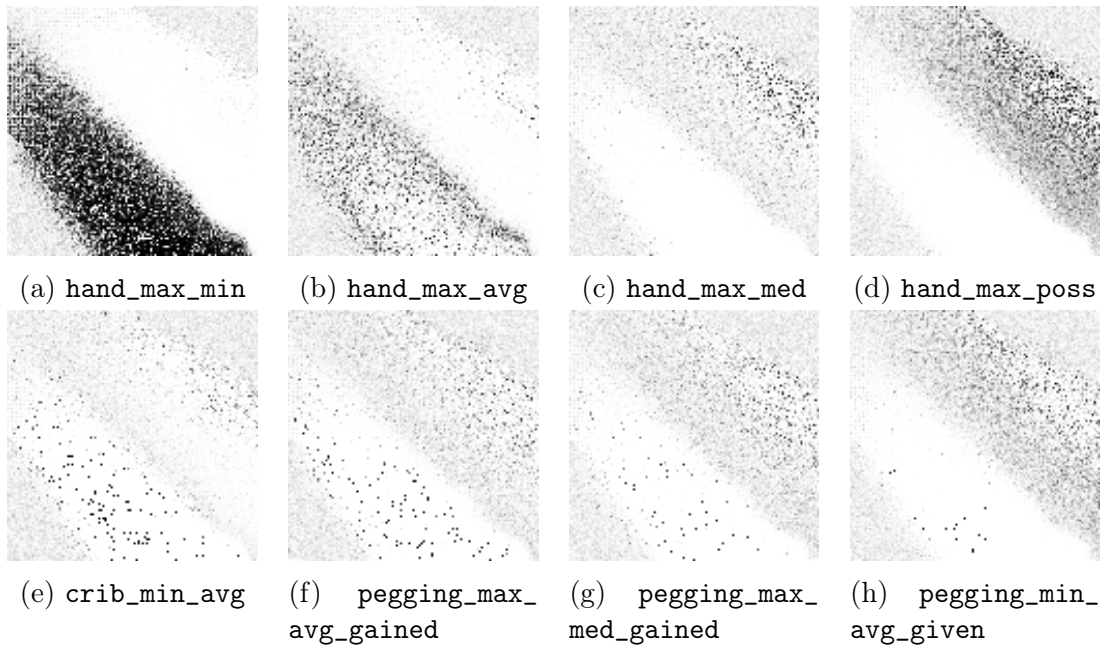 (a) hand_max_min
(b) hand_max_avg
(c) hand_max_med
(d) hand_max_poss
(e) crib_min_avg
(f) pegging_max_
avg_gained
(g) pegging_max_
med_gained
(h) pegging_min_
avg_given